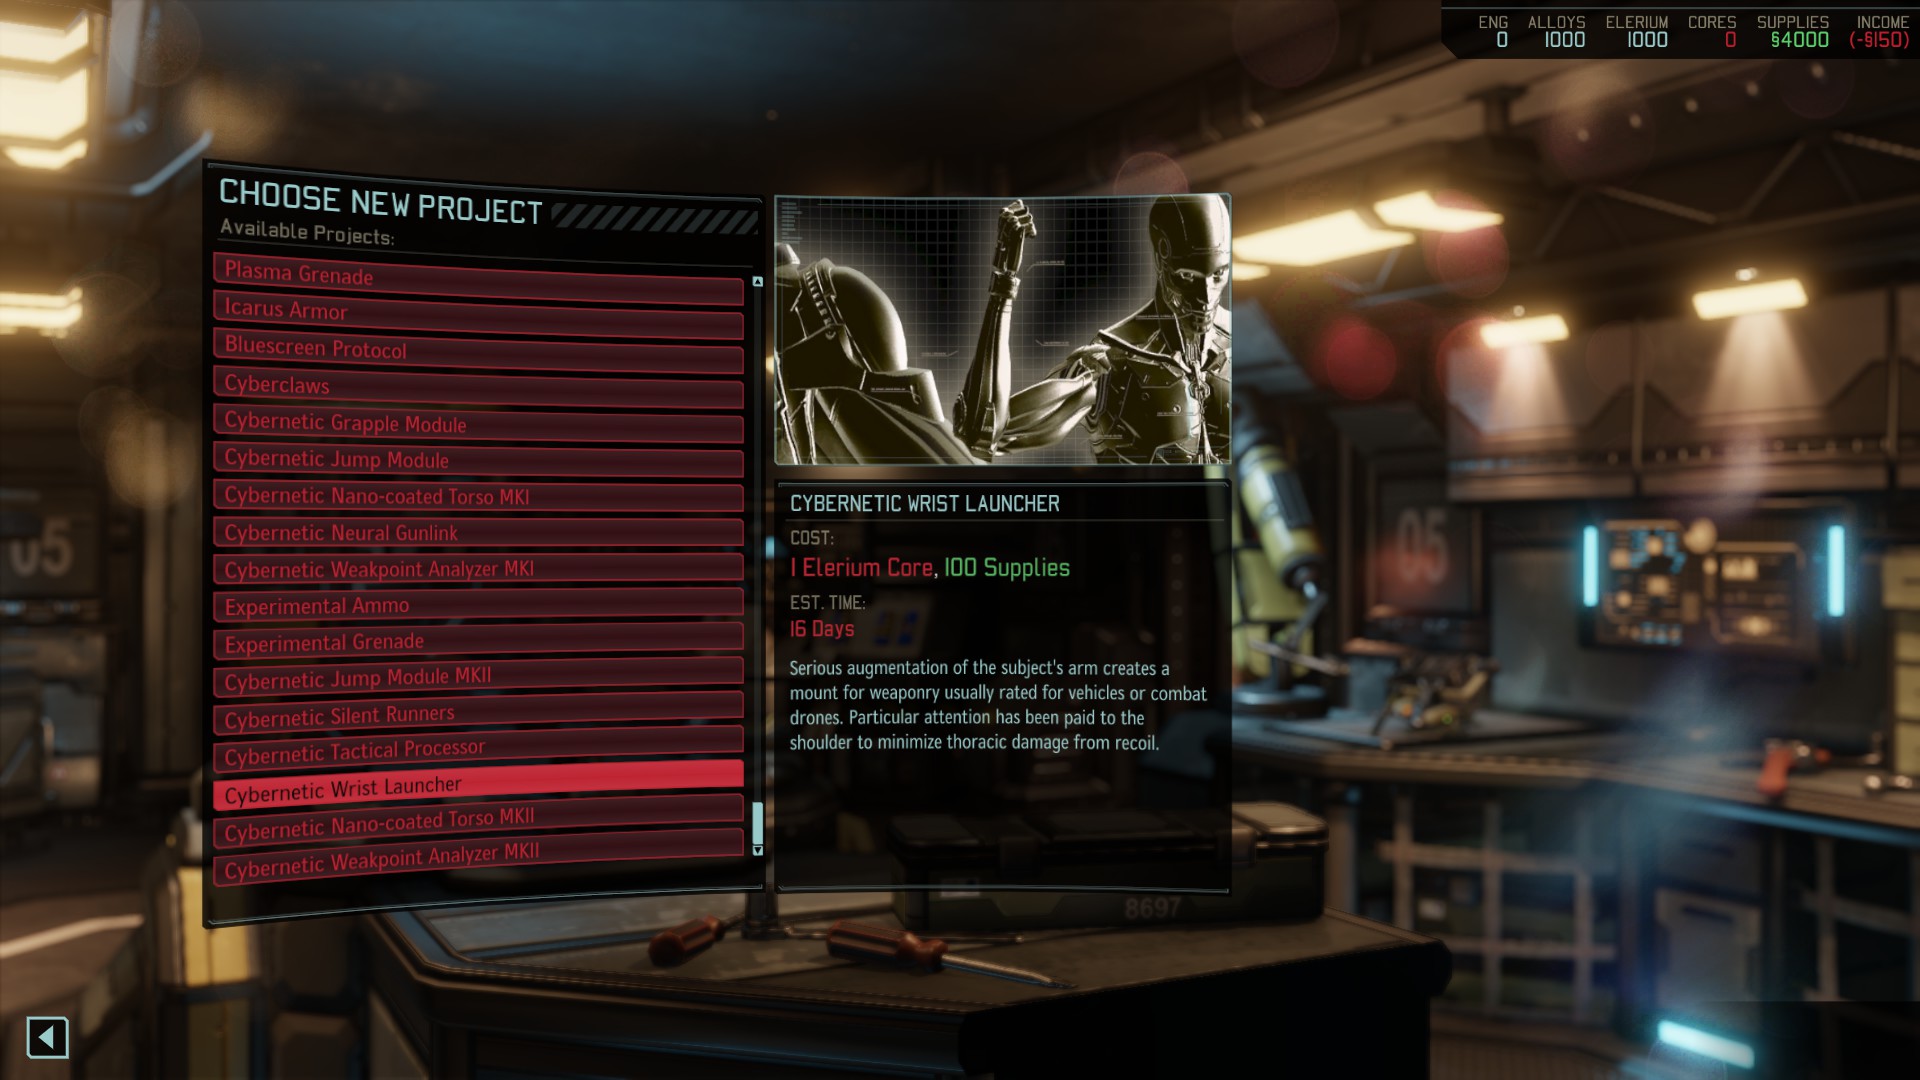 ENG ALLOYS ELERIUM CORES SUPPLIES INCOME
0 1000 1000 0 §4000 (-§150)
CHOOSE NEW PROJECT
Available Projects:
Plasma Grenade
Icarus Armor
Bluescreen Protocol
Cyberclaws
Cybernetic Grapple Module
Cybernetic Jump Module
Cybernetic Nano-coated Torso MKI
Cybernetic Neural Gunlink
Cybernetic Weakpoint Analyzer MKI
Experimental Ammo
Experimental Grenade
Cybernetic Jump Module MKII
Cybernetic Silent Runners
Cybernetic Tactical Processor
Cybernetic Wrist Launcher
Cybernetic Nano-coated Torso MKII
Cybernetic Weakpoint Analyzer MKII
CYBERNETIC WRIST LAUNCHER
COST:
1 Elerium Core, 100 Supplies
EST. TIME:
16 Days
Serious augmentation of the subject's arm creates a
mount for weaponry usually rated for vehicles or combat
drones. Particular attention has been paid to the
shoulder to minimize thoracic damage from recoil.
05
05
8697